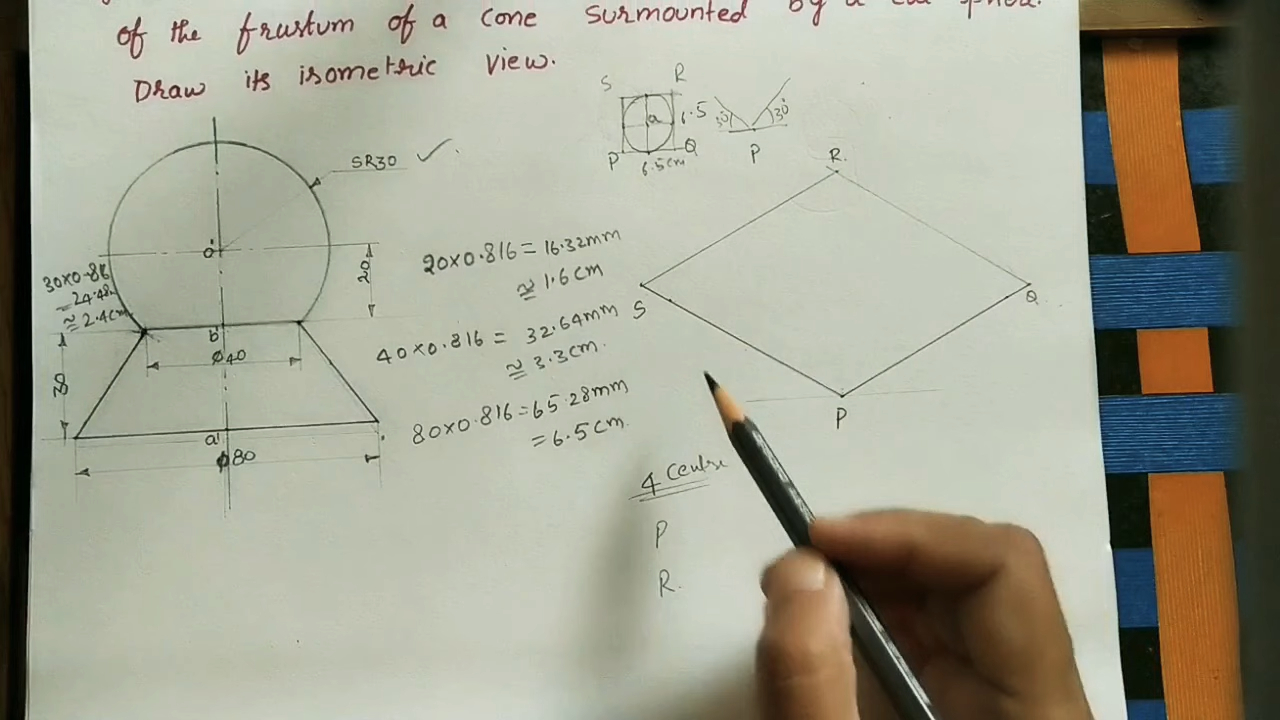 of the frustum of a cone surmounted by a
Draw its isometric view.
S R
a 6.5
P Q
6.5cm
30° 30°
P
SR30 ✓
o'
20
30×0.816
= 24.48
≈ 2.4cm
20×0.816 = 16.32mm
≈ 1.6cm
b'
ϕ40
40×0.816 = 32.64mm
≈ 3.3cm.
a'
ϕ80
80×0.816 = 65.28mm
= 6.5cm.
R.
S Q
P
4 Centre
P
R.